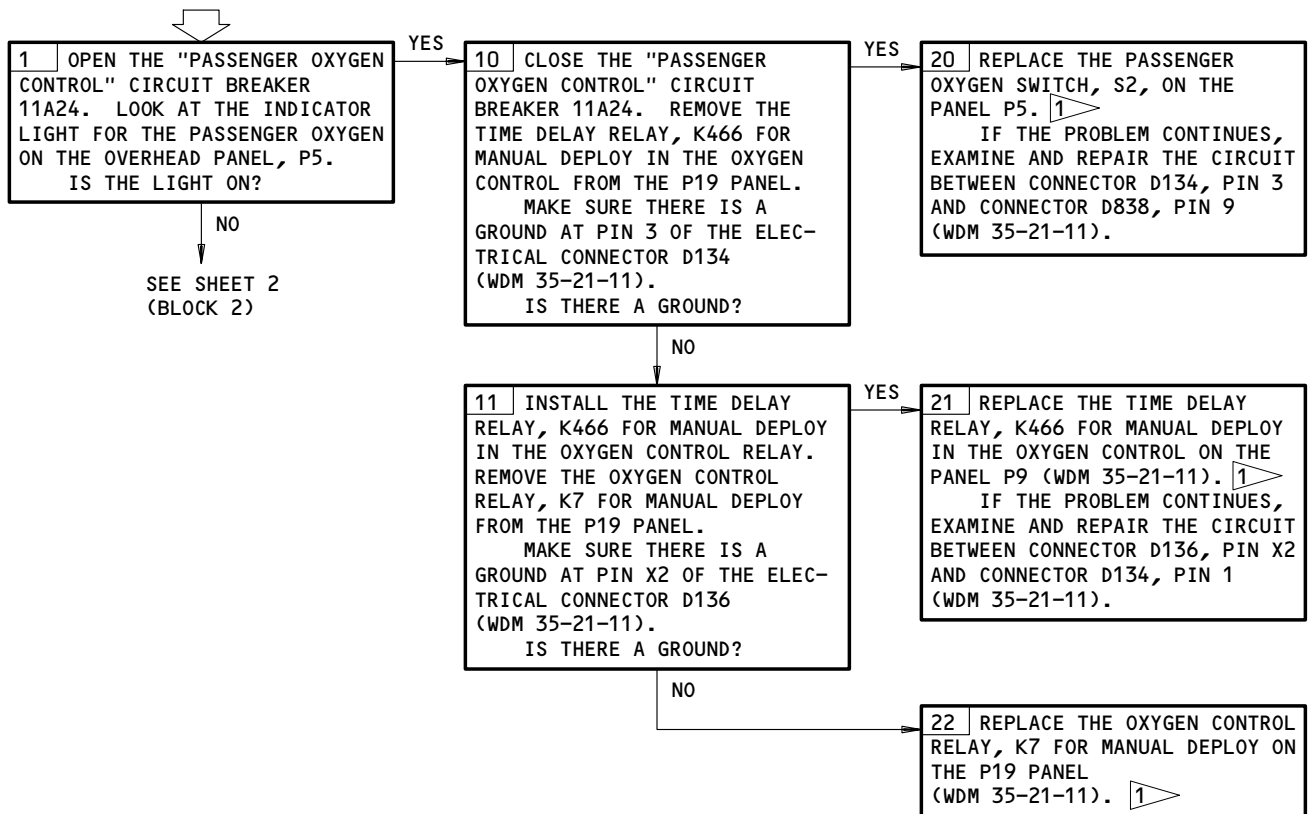 1 OPEN THE "PASSENGER OXYGEN
CONTROL" CIRCUIT BREAKER
11A24. LOOK AT THE INDICATOR
LIGHT FOR THE PASSENGER OXYGEN
ON THE OVERHEAD PANEL, P5.
IS THE LIGHT ON?
YES
NO
SEE SHEET 2
(BLOCK 2)
10 CLOSE THE "PASSENGER
OXYGEN CONTROL" CIRCUIT
BREAKER 11A24. REMOVE THE
TIME DELAY RELAY, K466 FOR
MANUAL DEPLOY IN THE OXYGEN
CONTROL FROM THE P19 PANEL.
MAKE SURE THERE IS A
GROUND AT PIN 3 OF THE ELEC-
TRICAL CONNECTOR D134
(WDM 35-21-11).
IS THERE A GROUND?
YES
NO
20 REPLACE THE PASSENGER
OXYGEN SWITCH, S2, ON THE
PANEL P5. 1
IF THE PROBLEM CONTINUES,
EXAMINE AND REPAIR THE CIRCUIT
BETWEEN CONNECTOR D134, PIN 3
AND CONNECTOR D838, PIN 9
(WDM 35-21-11).
11 INSTALL THE TIME DELAY
RELAY, K466 FOR MANUAL DEPLOY
IN THE OXYGEN CONTROL RELAY.
REMOVE THE OXYGEN CONTROL
RELAY, K7 FOR MANUAL DEPLOY
FROM THE P19 PANEL.
MAKE SURE THERE IS A
GROUND AT PIN X2 OF THE ELEC-
TRICAL CONNECTOR D136
(WDM 35-21-11).
IS THERE A GROUND?
YES
NO
21 REPLACE THE TIME DELAY
RELAY, K466 FOR MANUAL DEPLOY
IN THE OXYGEN CONTROL ON THE
PANEL P9 (WDM 35-21-11). 1
IF THE PROBLEM CONTINUES,
EXAMINE AND REPAIR THE CIRCUIT
BETWEEN CONNECTOR D136, PIN X2
AND CONNECTOR D134, PIN 1
(WDM 35-21-11).
22 REPLACE THE OXYGEN CONTROL
RELAY, K7 FOR MANUAL DEPLOY ON
THE P19 PANEL
(WDM 35-21-11). 1